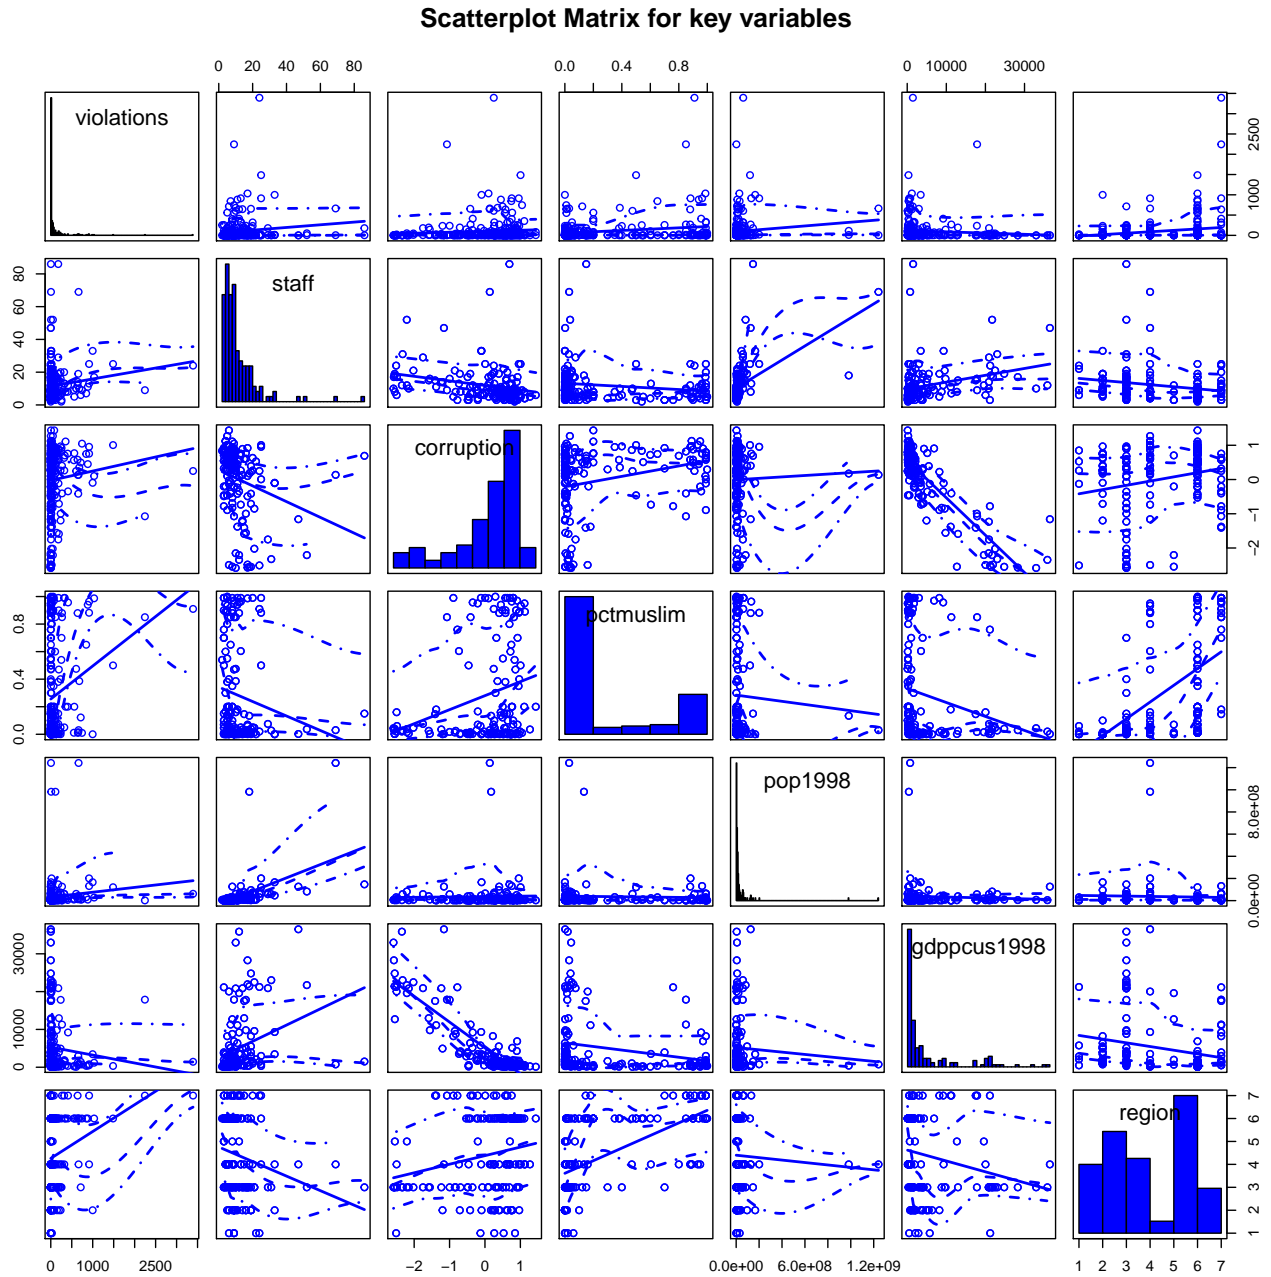 Scatterplot Matrix for key variables
0 20 40 60 80 0.0 0.4 0.8 0 10000 30000
violations
0 1000 2500
staff
0 20 40 60 80
corruption
−2 −1 0 1
pctmuslim
0.0 0.4 0.8
pop1998
0.0e+00 8.0e+08
gdppcus1998
0 10000 30000
region
1 2 3 4 5 6 7
0 1000 2500 −2 −1 0 1 0.0e+00 6.0e+08 1.2e+09 1 2 3 4 5 6 7